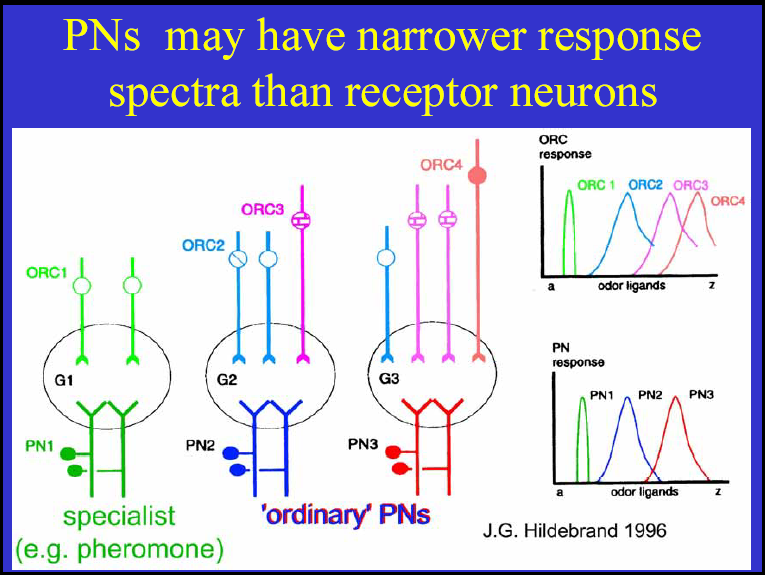 PNs may have narrower response
spectra than receptor neurons
ORC1
ORC2
ORC3
ORC4
G1
G2
G3
PN1
PN2
PN3
specialist
(e.g. pheromone)
'ordinary' PNs
ORC
response
ORC 1
ORC2
ORC3
ORC4
a odor ligands z
PN
response
PN1 PN2 PN3
a odor ligands z
J.G. Hildebrand 1996